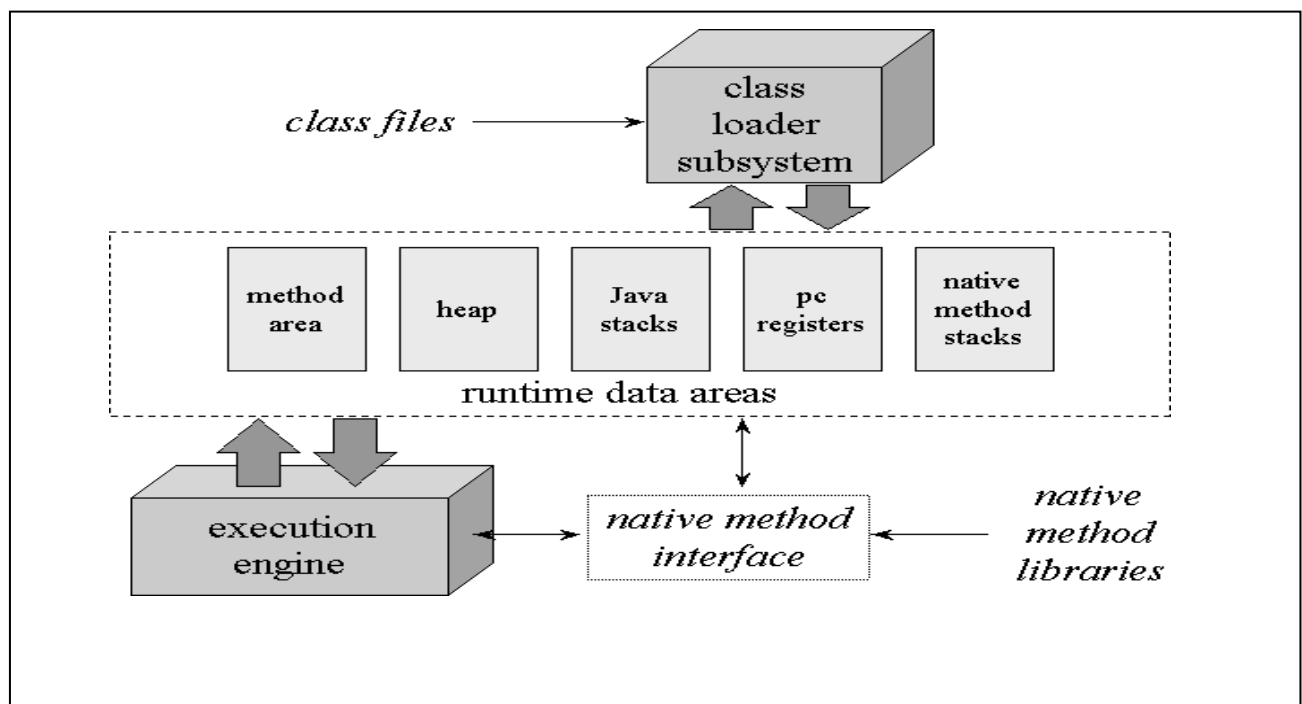 class files
class
loader
subsystem
method
area
heap
Java
stacks
pc
registers
native
method
stacks
runtime data areas
execution
engine
native method
interface
native
method
libraries